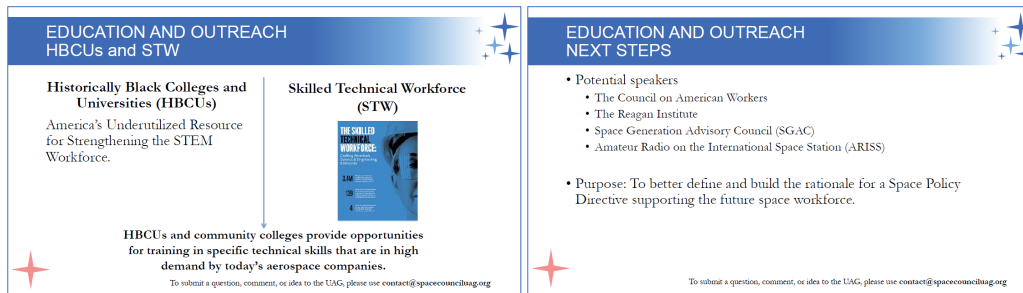 EDUCATION AND OUTREACH
HBCUs and STW
Historically Black Colleges and
Universities (HBCUs)
America's Underutilized Resource
for Strengthening the STEM
Workforce.
Skilled Technical Workforce
(STW)
THE SKILLED
TECHNICAL
WORKFORCE:
HBCUs and community colleges provide opportunities
for training in specific technical skills that are in high
demand by today's aerospace companies.
To submit a question, comment, or idea to the UAG, please use contact@spacecounciluag.org
EDUCATION AND OUTREACH
NEXT STEPS
• Potential speakers
• The Council on American Workers
• The Reagan Institute
• Space Generation Advisory Council (SGAC)
• Amateur Radio on the International Space Station (ARISS)
• Purpose: To better define and build the rationale for a Space Policy
Directive supporting the future space workforce.
To submit a question, comment, or idea to the UAG, please use contact@spacecounciluag.org